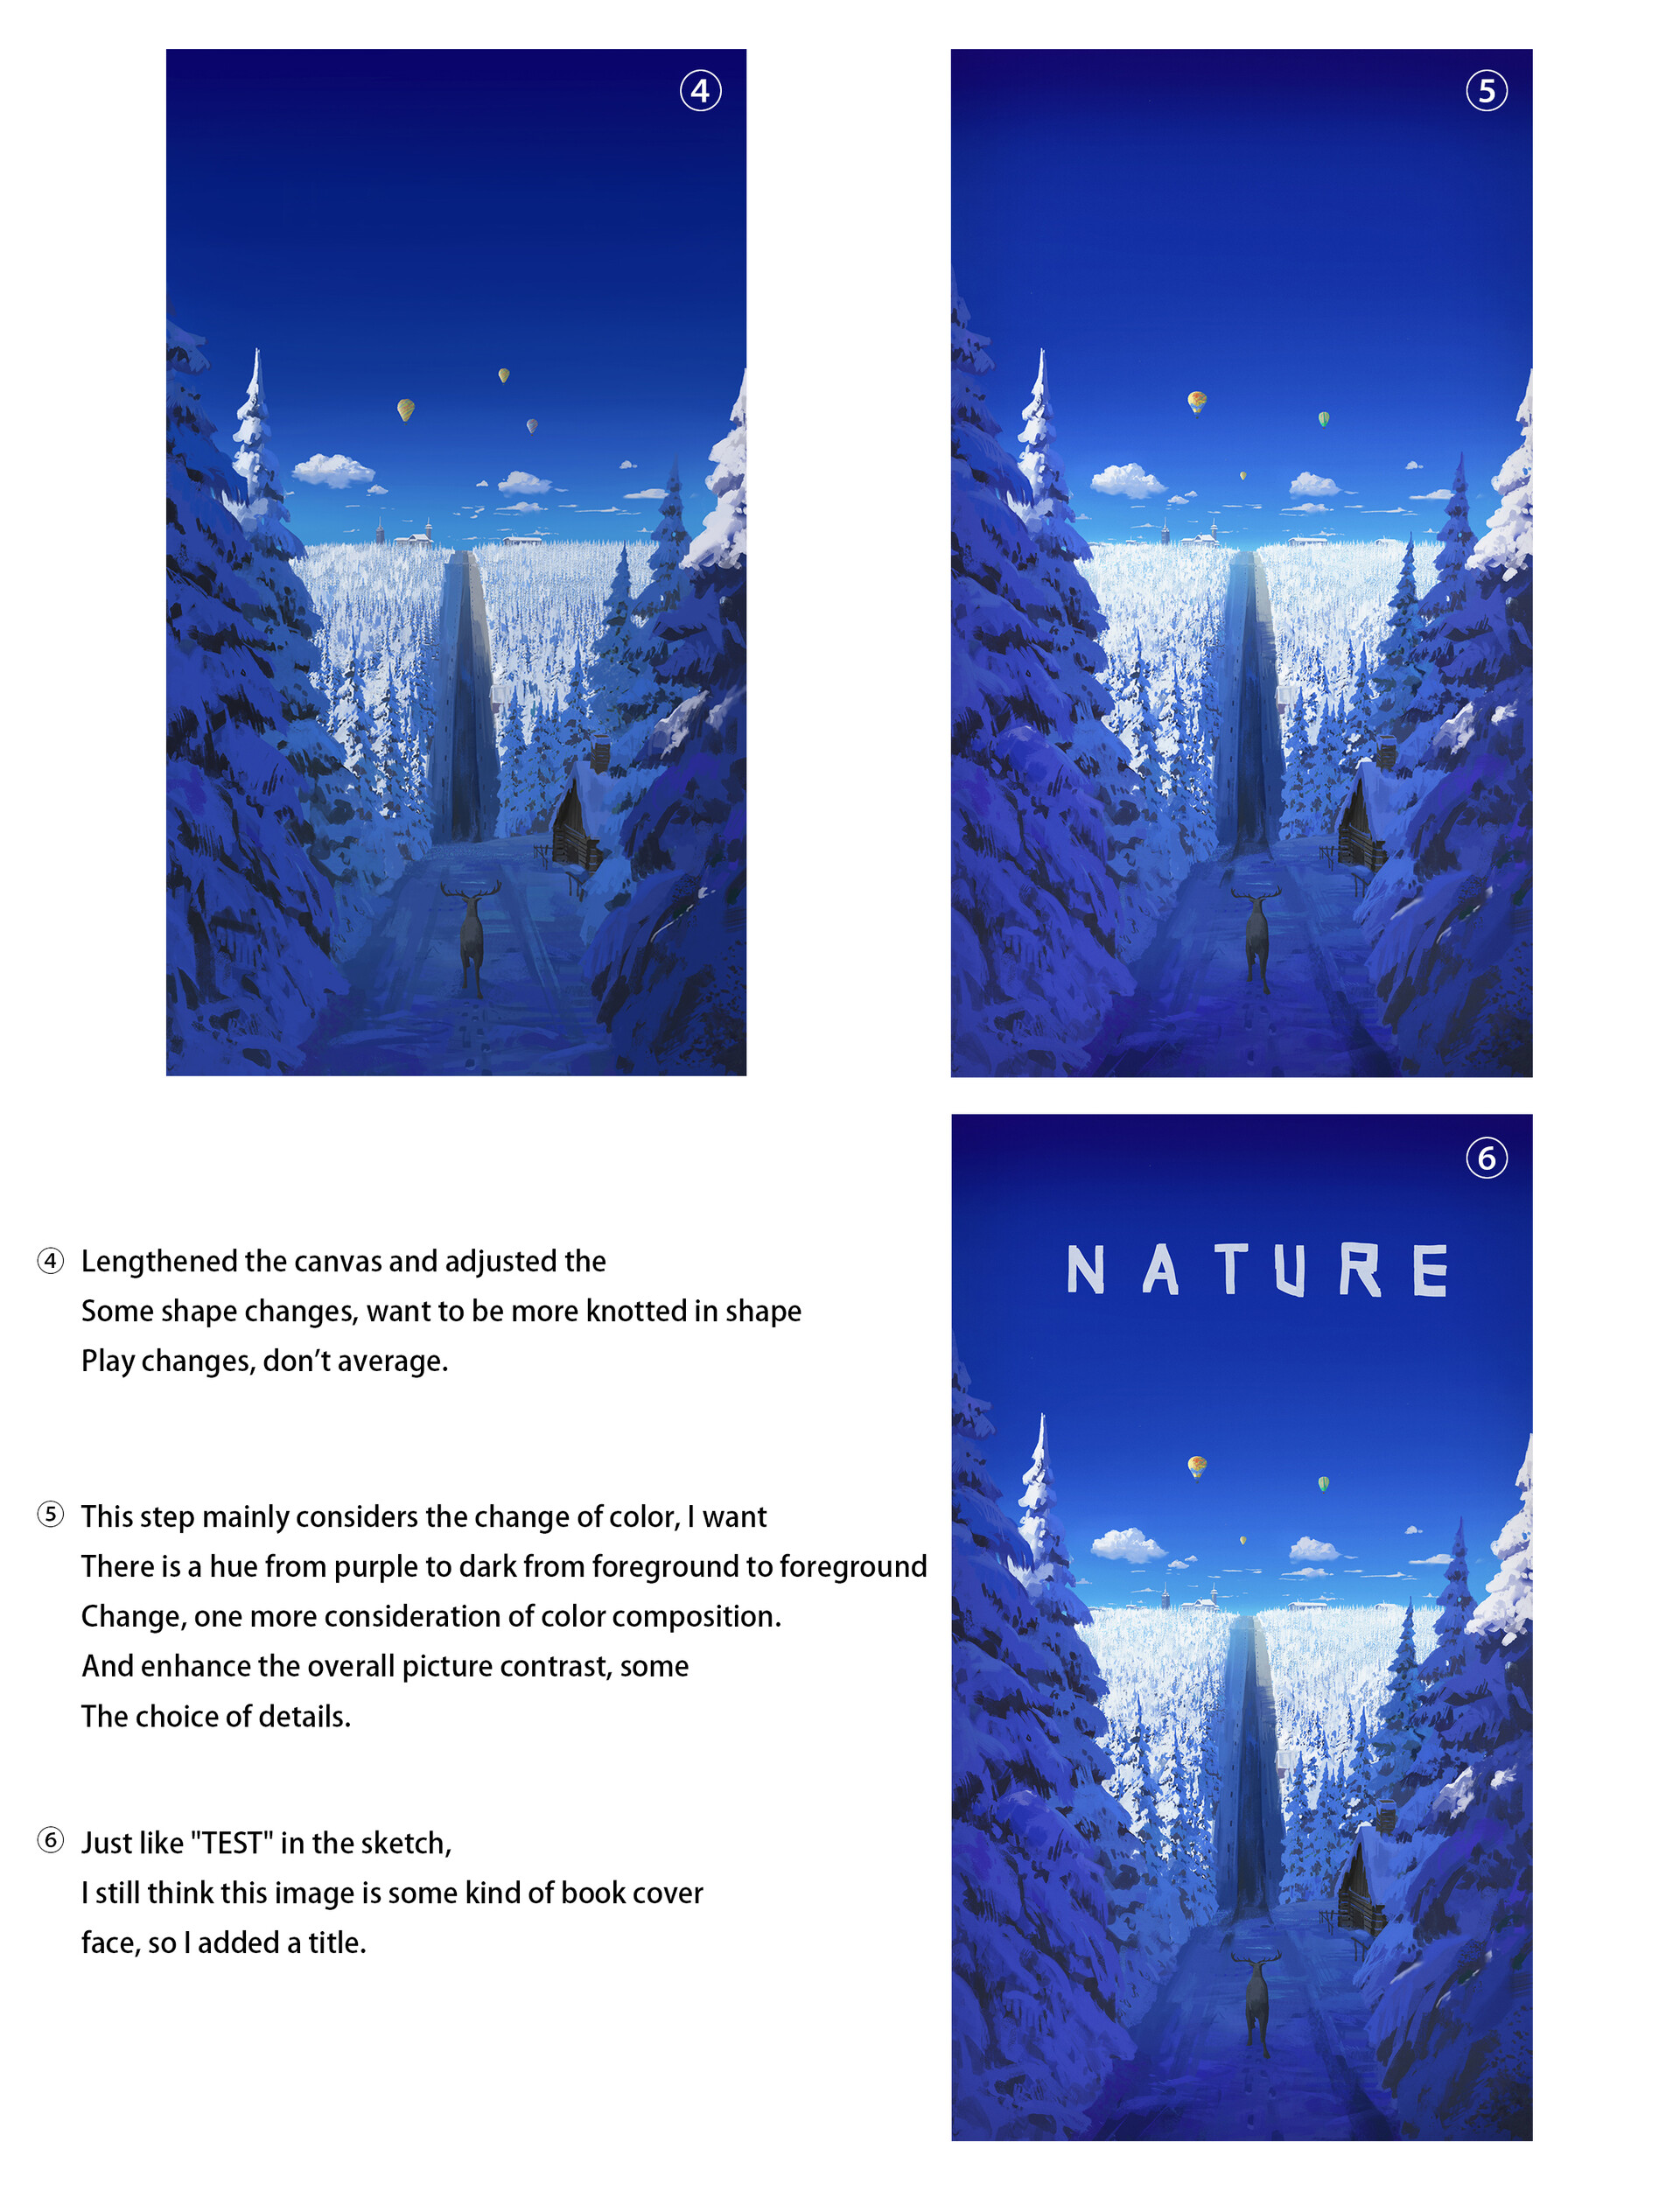 ④
⑤
⑥
NATURE
④ Lengthened the canvas and adjusted the
Some shape changes, want to be more knotted in shape
Play changes, don’t average.
⑤ This step mainly considers the change of color, I want
There is a hue from purple to dark from foreground to foreground
Change, one more consideration of color composition.
And enhance the overall picture contrast, some
The choice of details.
⑥ Just like "TEST" in the sketch,
I still think this image is some kind of book cover
face, so I added a title.